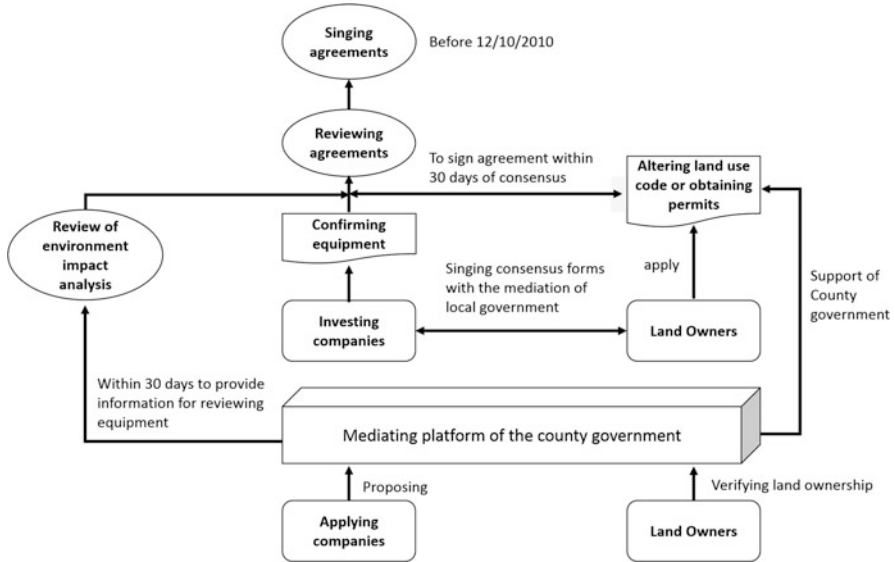 Singing
agreements
Before 12/10/2010
Reviewing
agreements
To sign agreement within
30 days of consensus
Altering land use
code or obtaining
permits
Review of
environment
impact
analysis
Confirming
equipment
Singing consensus forms
with the mediation of
local government
apply
Support of
County
government
Investing
companies
Land Owners
Within 30 days to provide
information for reviewing
equipment
Mediating platform of the county government
Proposing
Verifying land ownership
Applying
companies
Land Owners